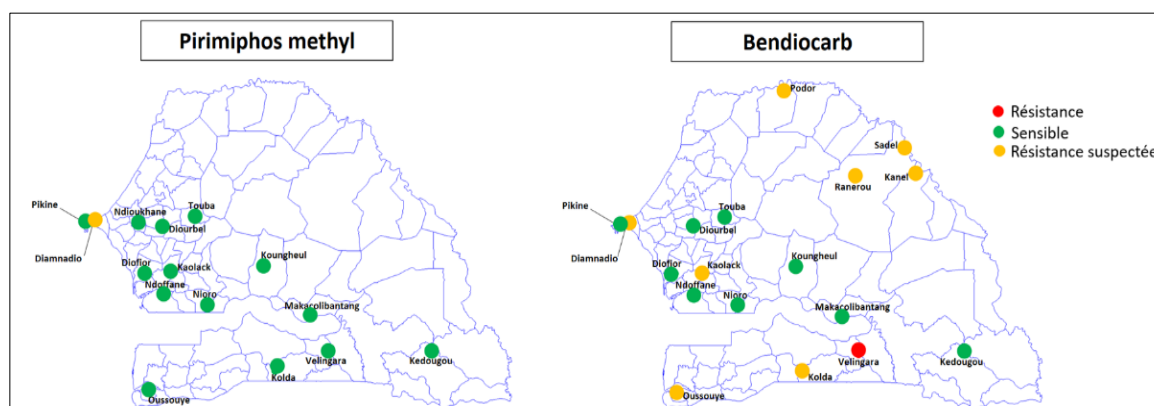 Pirimiphos methyl
Pikine
Diamnadio
Ndioukhane
Touba
Diourbel
Diofior
Kaolack
Ndoffane
Nioro
Koungheul
Makacolibantang
Velingara
Kolda
Kedougou
Oussouye
Bendiocarb
Podor
Sadel
Kanel
Ranerou
Pikine
Diamnadio
Touba
Diourbel
Diofior
Kaolack
Ndoffane
Nioro
Koungheul
Makacolibantang
Velingara
Kolda
Kedougou
Oussouye
Résistance
Sensible
Résistance suspectée